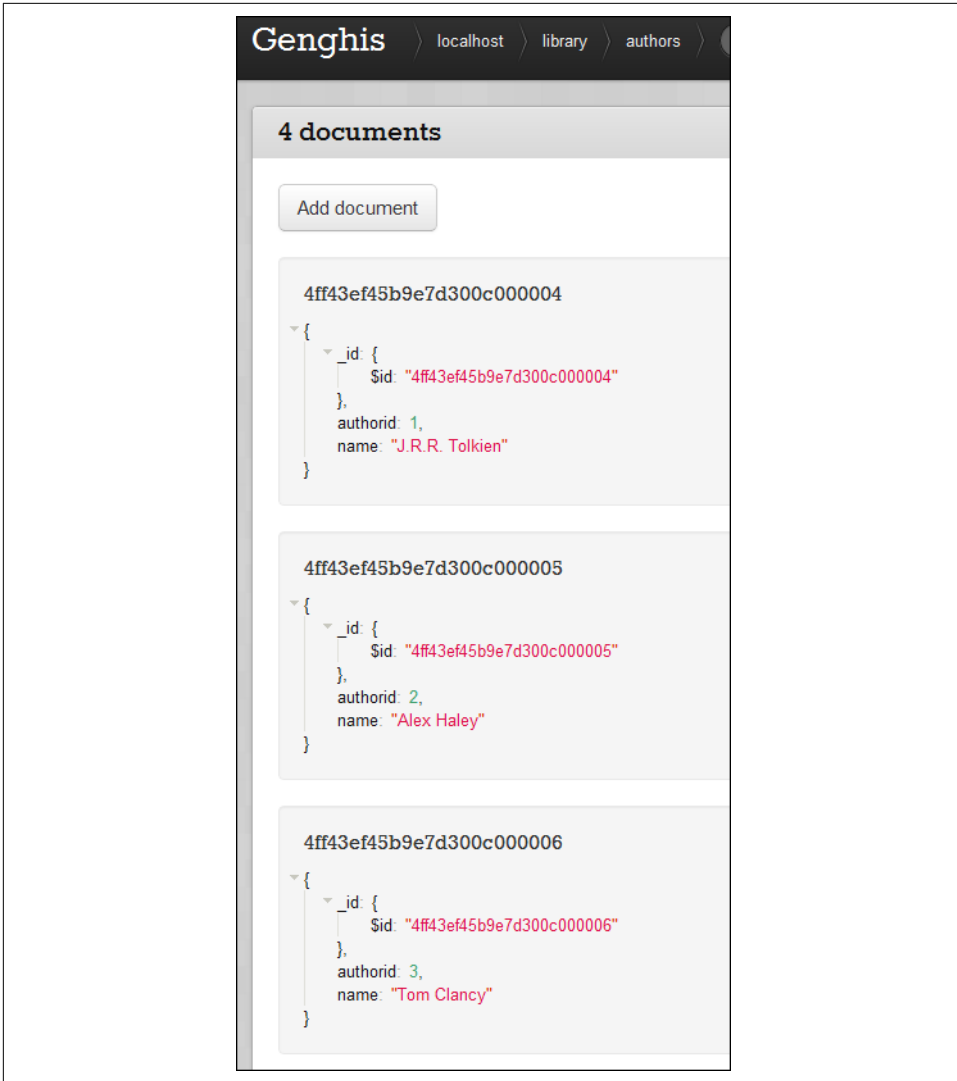 Genghis localhost library authors
4 documents
Add document
4ff43ef45b9e7d300c000004
{
_id: {
$id: "4ff43ef45b9e7d300c000004"
},
authorid: 1,
name: "J.R.R. Tolkien"
}
4ff43ef45b9e7d300c000005
{
_id: {
$id: "4ff43ef45b9e7d300c000005"
},
authorid: 2,
name: "Alex Haley"
}
4ff43ef45b9e7d300c000006
{
_id: {
$id: "4ff43ef45b9e7d300c000006"
},
authorid: 3,
name: "Tom Clancy"
}